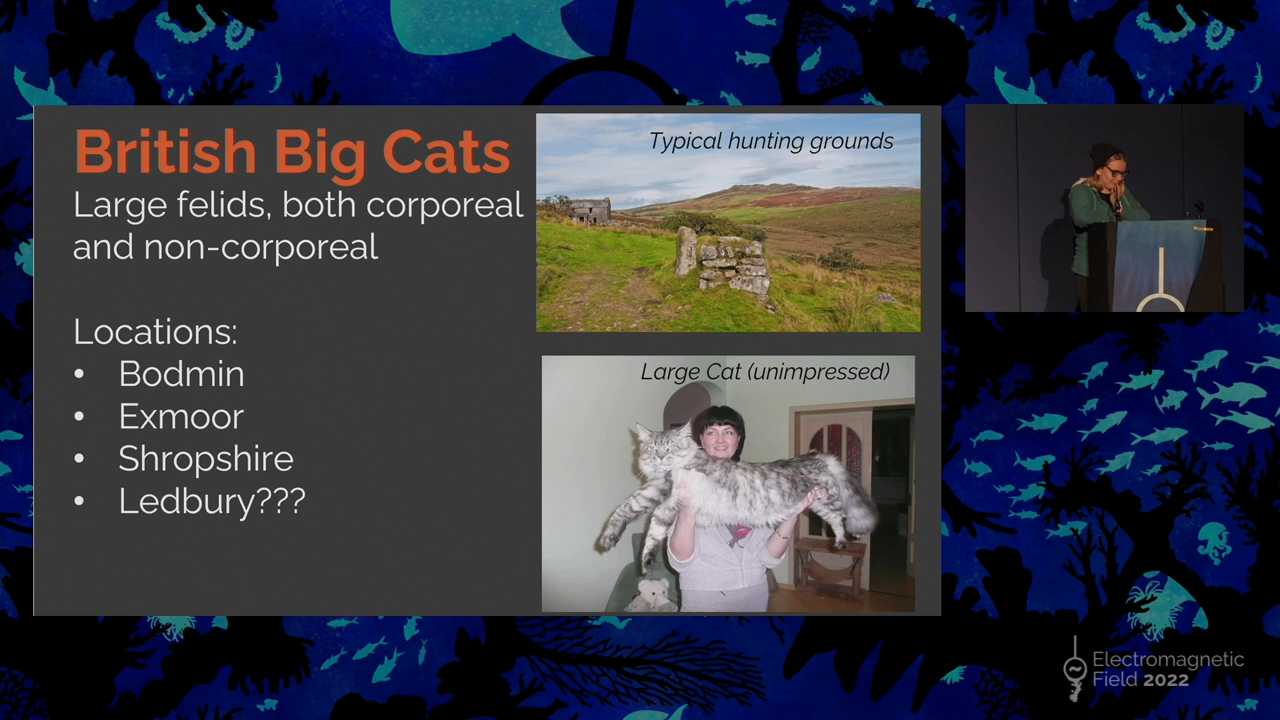 British Big Cats
Large felids, both corporeal
and non-corporeal
Locations:
• Bodmin
• Exmoor
• Shropshire
• Ledbury???
Typical hunting grounds
Large Cat (unimpressed)
Electromagnetic
Field 2022